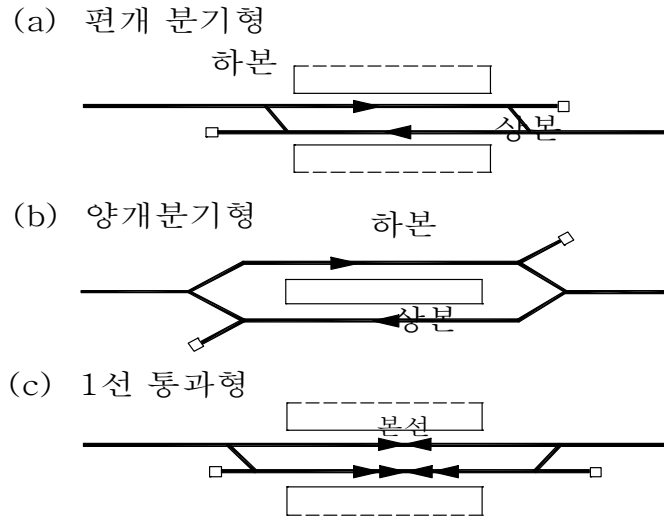 (a) 편개 분기형
하본
상본
(b) 양개분기형
하본
상본
(c) 1선 통과형
본선